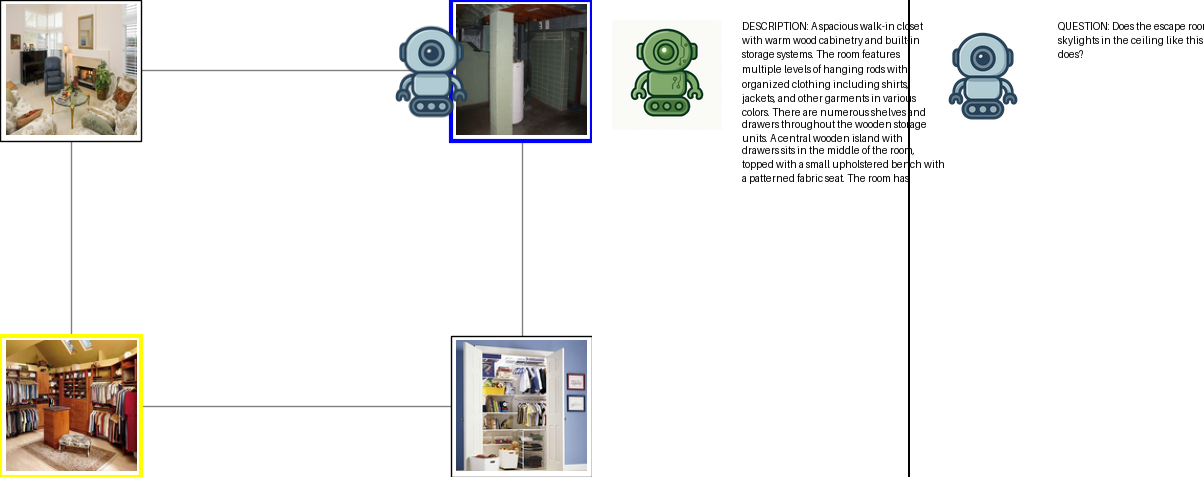 DESCRIPTION: A spacious walk-in closet
with warm wood cabinetry and built-in
storage systems. The room features
multiple levels of hanging rods with
organized clothing including shirts,
jackets, and other garments in various
colors. There are numerous shelves and
drawers throughout the wooden storage
units. A central wooden island with
drawers sits in the middle of the room,
topped with a small upholstered bench with
a patterned fabric seat. The room has
QUESTION: Does the escape roo
skylights in the ceiling like this
does?